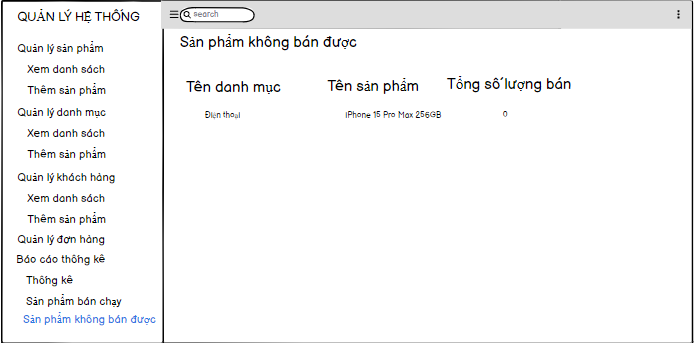 QUẢN LÝ HỆ THỐNG
Quản lý sản phẩm
Xem danh sách
Thêm sản phẩm
Quản lý danh mục
Xem danh sách
Thêm sản phẩm
Quản lý khách hàng
Xem danh sách
Thêm sản phẩm
Quản lý đơn hàng
Báo cáo thông kê
Thông kê
Sản phẩm bán chạy
Sản phẩm không bán được
search
Sản phẩm không bán được
Tên danh mục Tên sản phẩm Tổng số lượng bán
Điện thoại iPhone 15 Pro Max 256GB 0